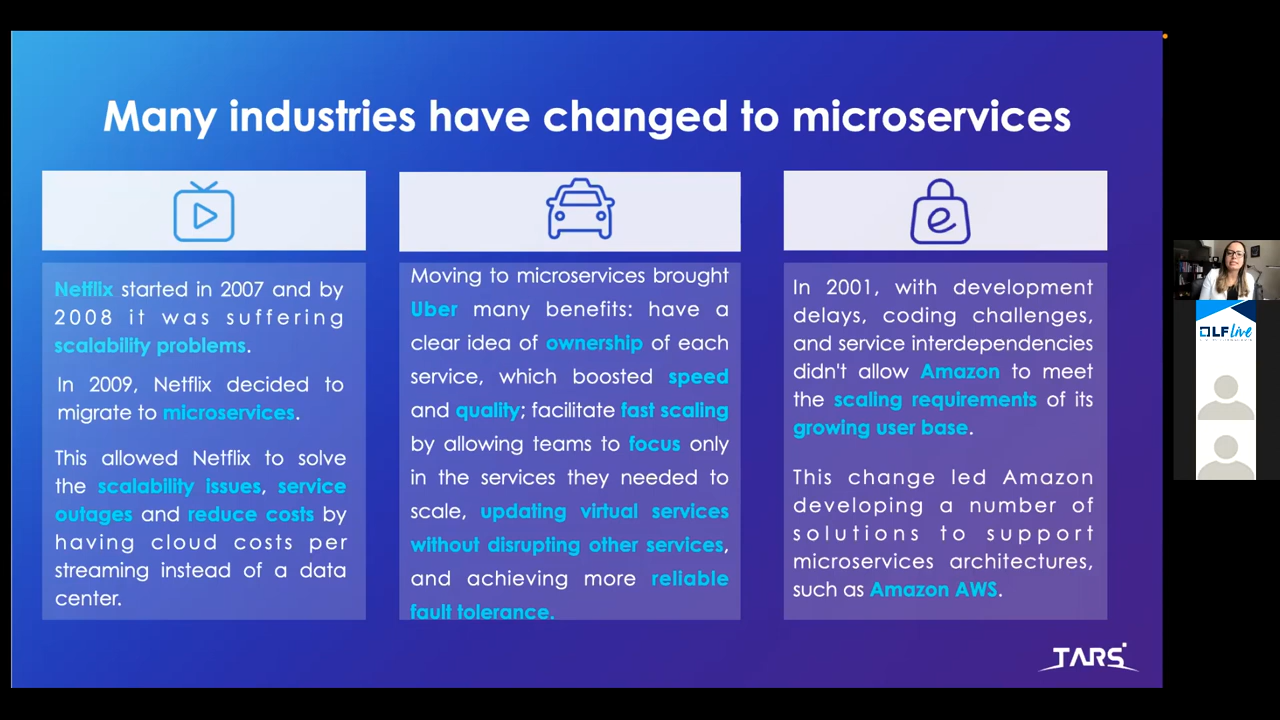 Many industries have changed to microservices
Netflix started in 2007 and by
2008 it was suffering
scalability problems.
In 2009, Netflix decided to
migrate to microservices.
This allowed Netflix to solve
the scalability issues, service
outages and reduce costs by
having cloud costs per
streaming instead of a data
center.
Moving to microservices brought
Uber many benefits: have a
clear idea of ownership of each
service, which boosted speed
and quality; facilitate fast scaling
by allowing teams to focus only
in the services they needed to
scale, updating virtual services
without disrupting other services,
and achieving more reliable
fault tolerance.
e
In 2001, with development
delays, coding challenges,
and service interdependencies
didn't allow Amazon to meet
the scaling requirements of its
growing user base.
This change led Amazon
developing a number of
solutions to support
microservices architectures,
such as Amazon AWS.
TARS
LF live